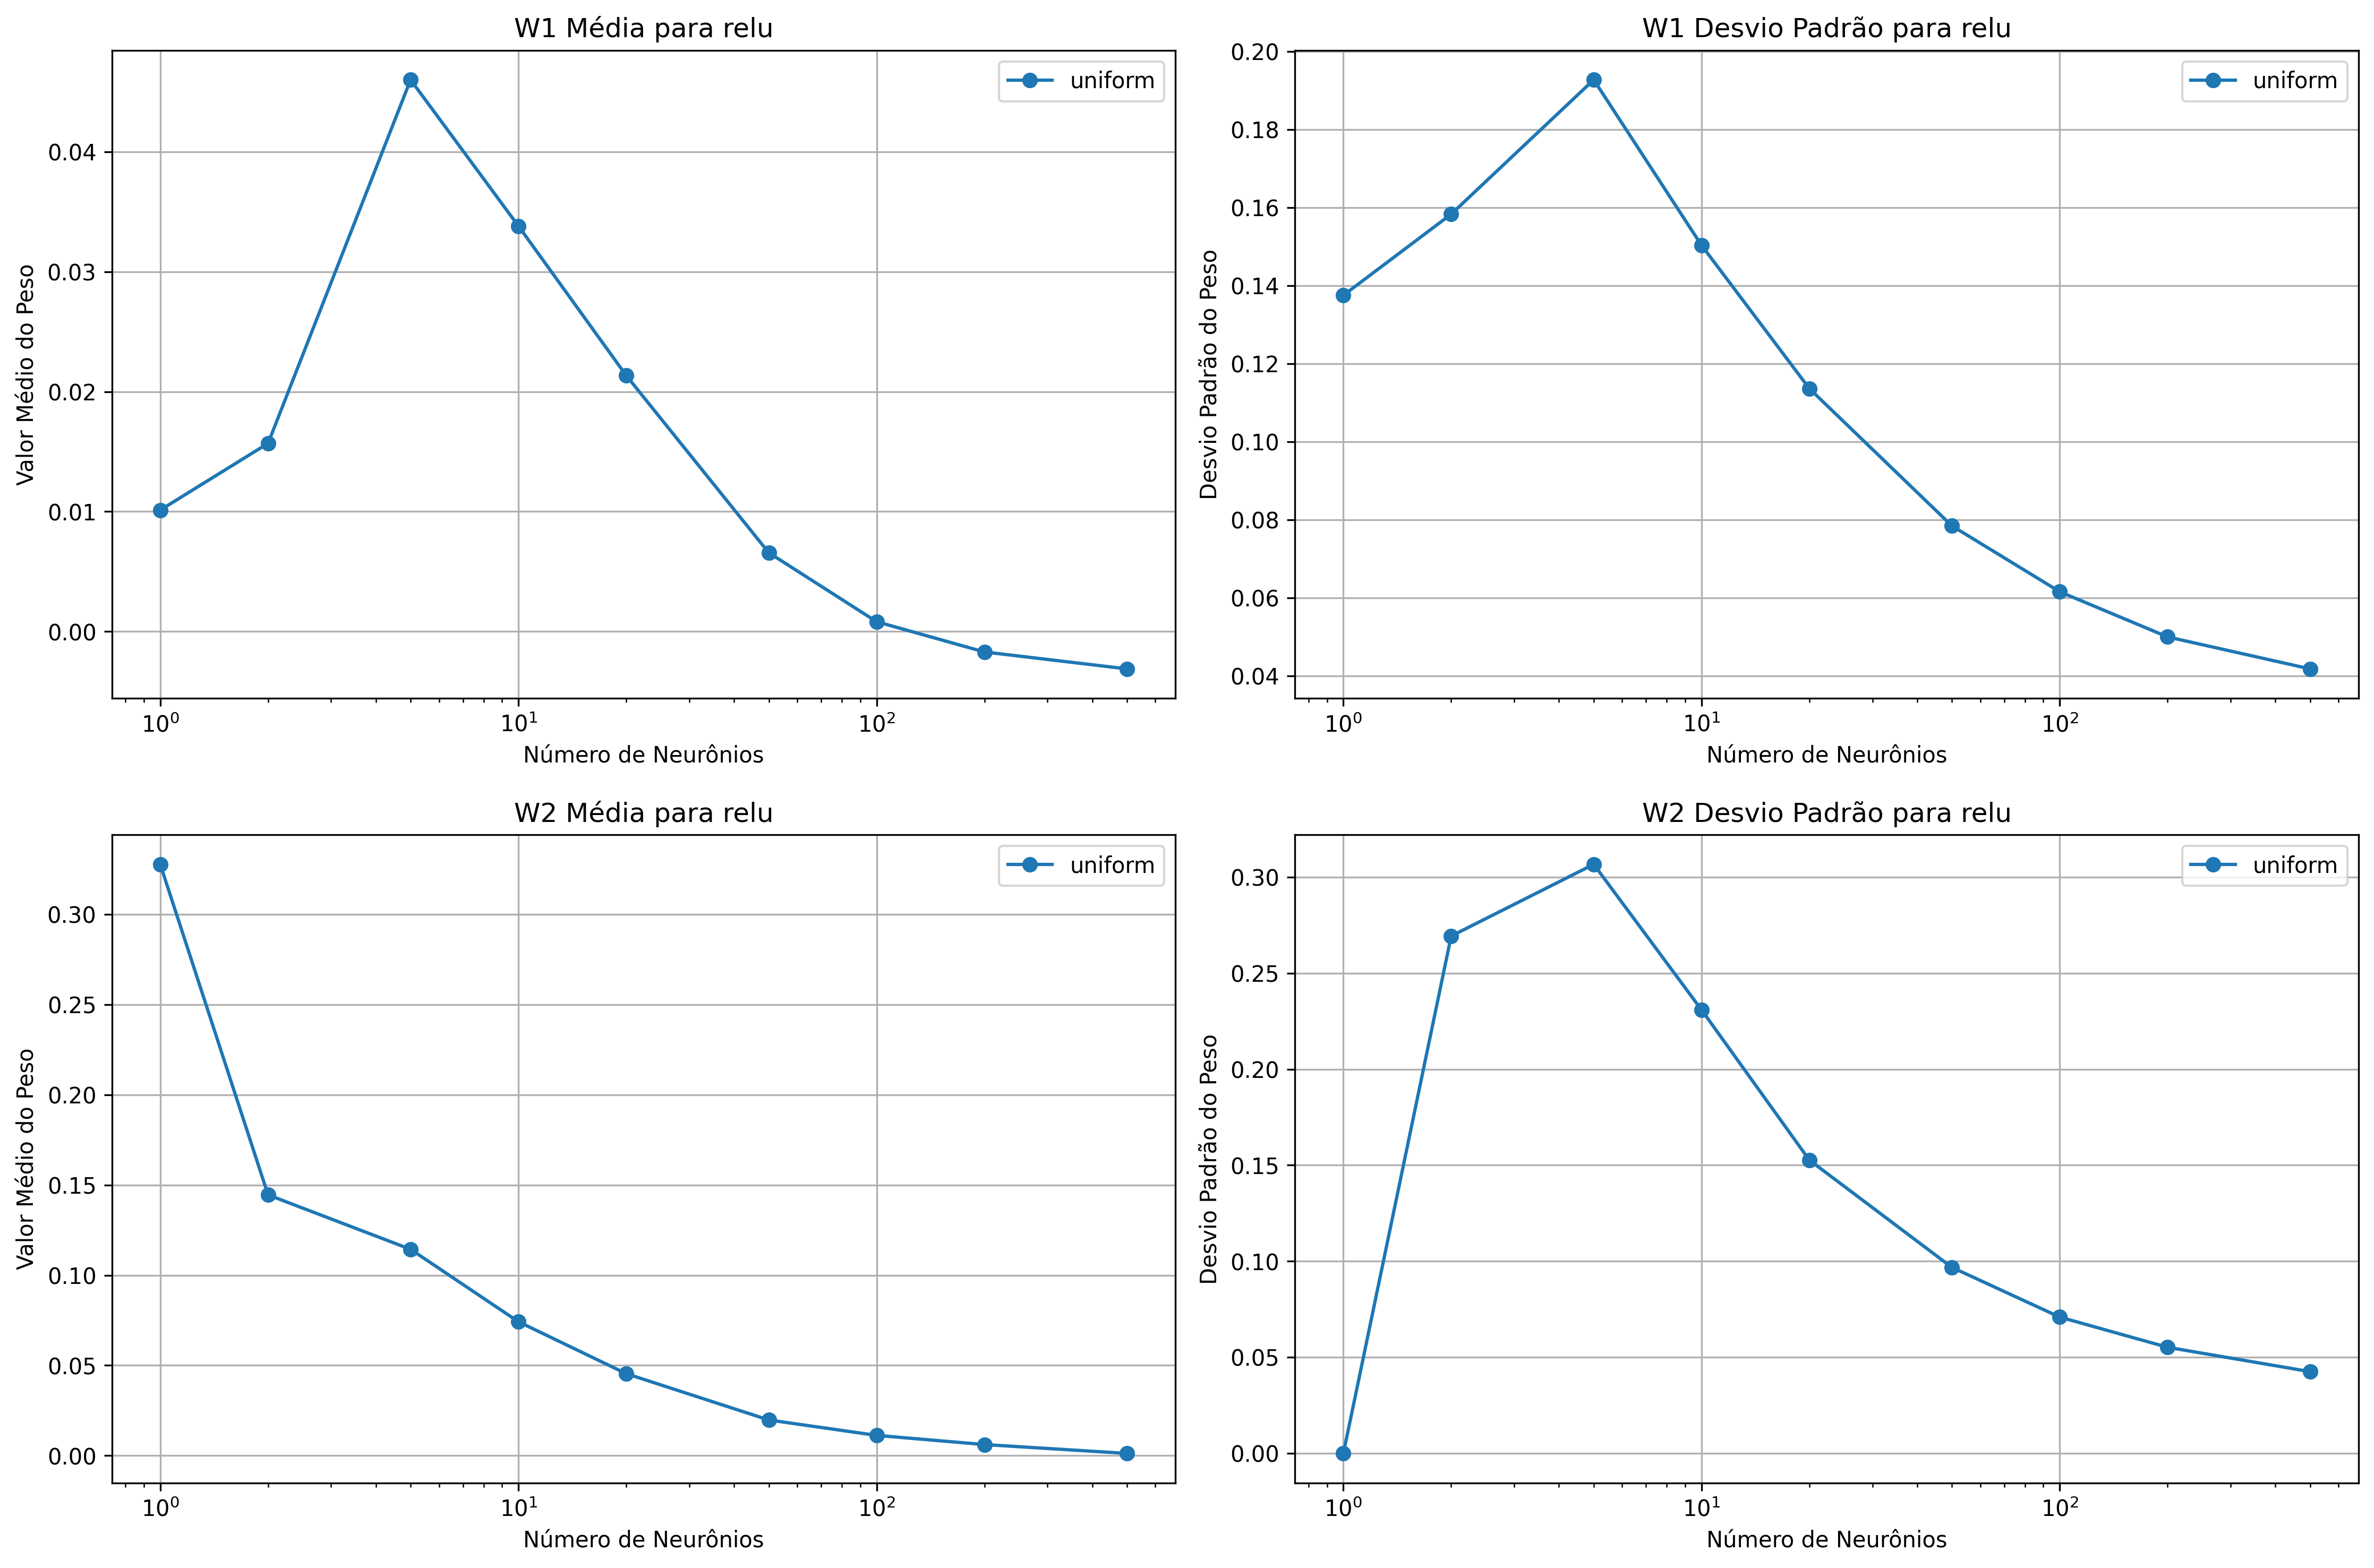 W1 Média para relu
uniform
Valor Médio do Peso
0.04
0.03
0.02
0.01
0.00
10⁰
10¹
10²
Número de Neurônios
W1 Desvio Padrão para relu
uniform
Desvio Padrão do Peso
0.20
0.18
0.16
0.14
0.12
0.10
0.08
0.06
0.04
10⁰
10¹
10²
Número de Neurônios
W2 Média para relu
uniform
Valor Médio do Peso
0.30
0.25
0.20
0.15
0.10
0.05
0.00
10⁰
10¹
10²
Número de Neurônios
W2 Desvio Padrão para relu
uniform
Desvio Padrão do Peso
0.30
0.25
0.20
0.15
0.10
0.05
0.00
10⁰
10¹
10²
Número de Neurônios